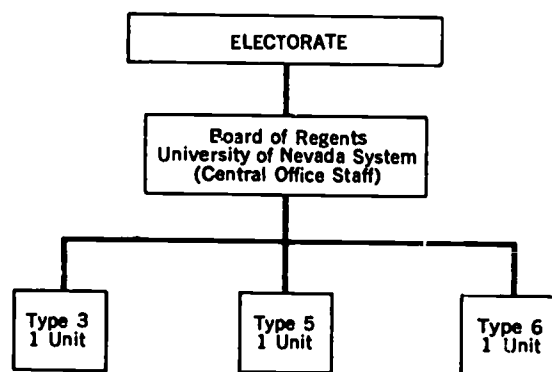 ELECTORATE
Board of Regents
University of Nevada System
(Central Office Staff)
Type 3
1 Unit
Type 5
1 Unit
Type 6
1 Unit